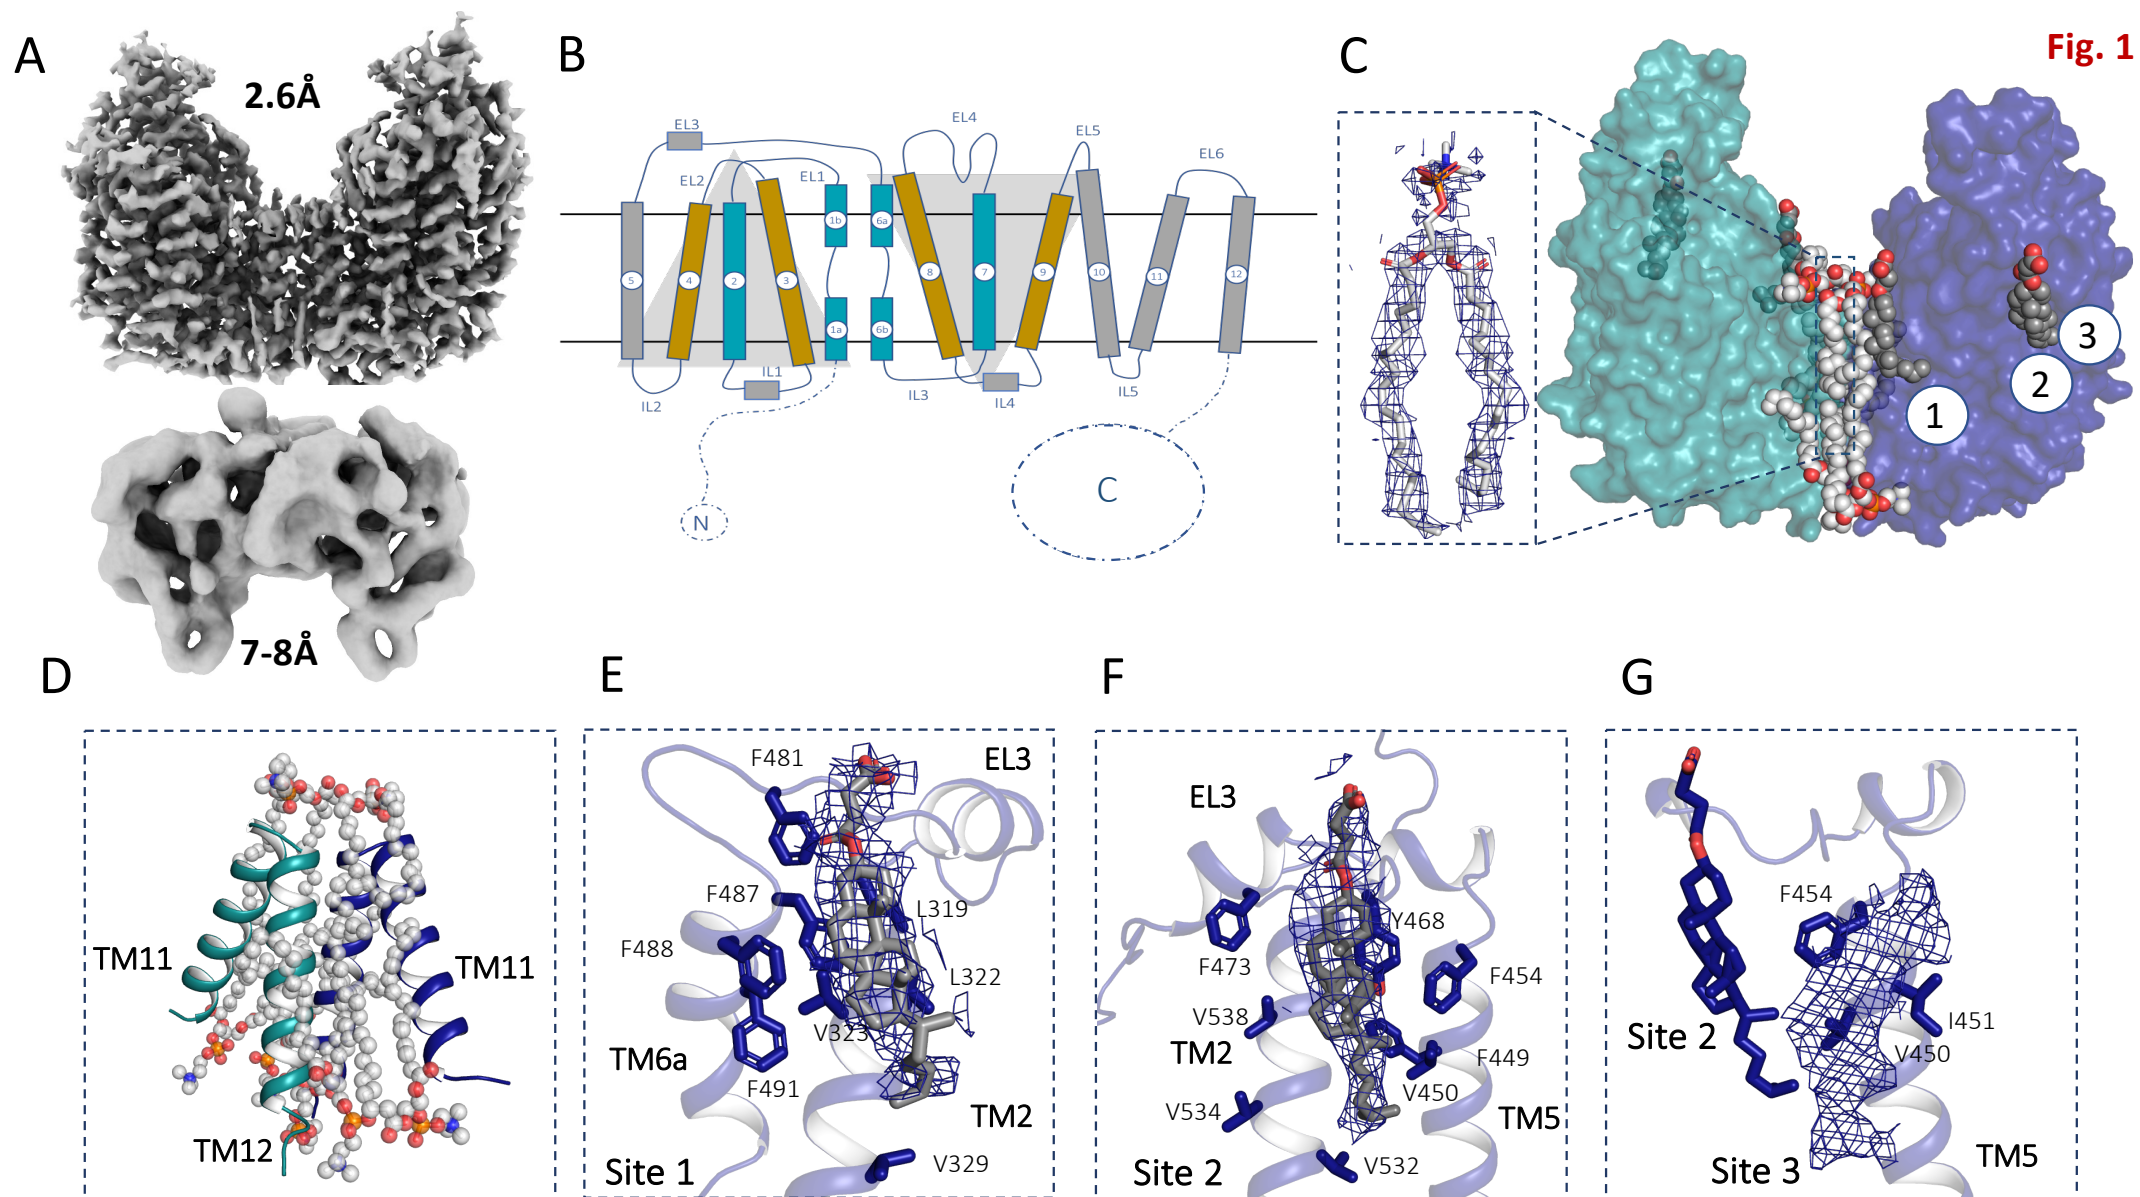 Fig. 1
A
2.6Å
7-8Å
B
EL3
EL2
EL1
EL4
EL5
EL6
1b
6a
5
4
2
3
8
7
9
10
11
12
1a
6b
IL2
IL1
IL3
IL4
IL5
N
C
C
1
2
3
D
TM11
TM11
TM12
E
F481
EL3
F487
L319
F488
L322
V323
TM6a
F491
TM2
V329
Site 1
F
EL3
Y468
F473
F454
V538
TM2
F449
V450
V534
TM5
V532
Site 2
G
F454
Site 2
I451
V450
Site 3
TM5